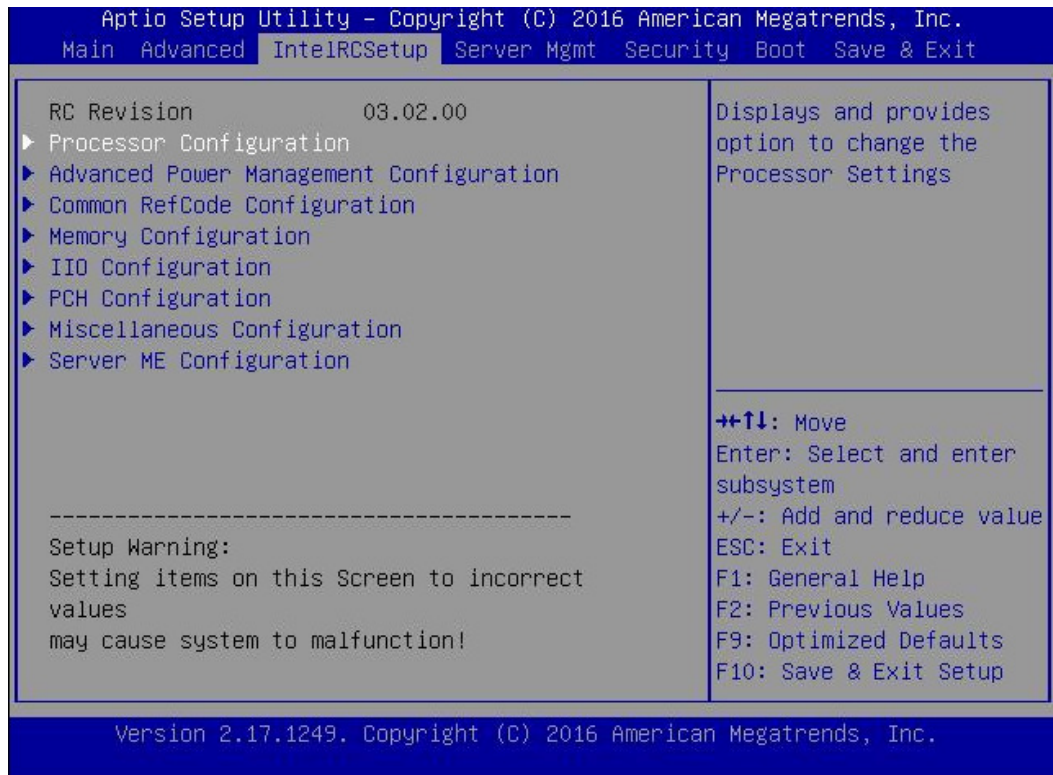 Aptio Setup Utility – Copyright (C) 2016 American Megatrends, Inc.
Main Advanced IntelRCSetup Server Mgmt Security Boot Save & Exit
RC Revision 03.02.00
Processor Configuration
Advanced Power Management Configuration
Common RefCode Configuration
Memory Configuration
IIO Configuration
PCH Configuration
Miscellaneous Configuration
Server ME Configuration
----------------------------------------
Setup Warning:
Setting items on this Screen to incorrect
values
may cause system to malfunction!
Displays and provides
option to change the
Processor Settings
→←↑↓: Move
Enter: Select and enter
subsystem
+/-: Add and reduce value
ESC: Exit
F1: General Help
F2: Previous Values
F9: Optimized Defaults
F10: Save & Exit Setup
Version 2.17.1249. Copyright (C) 2016 American Megatrends, Inc.